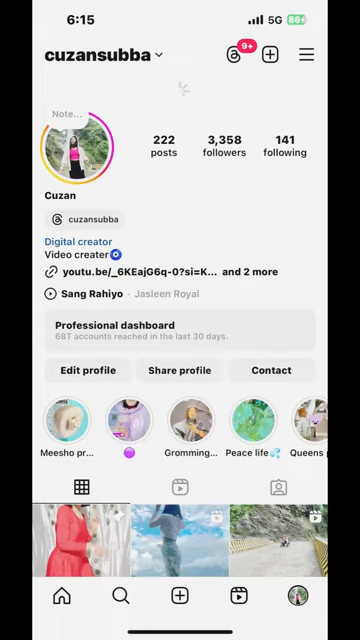 6:15
5G 86
cuzansubba
9+
Note...
222 3,358 141
posts followers following
Cuzan
cuzansubba
Digital creator
Video creater🧿
youtu.be/_6KEajG6q-0?si=K... and 2 more
Sang Rahiyo · Jasleen Royal
Professional dashboard
68T accounts reached in the last 30 days.
Edit profile Share profile Contact
Meesho pr... 🟣 Gromming... Peace life💦 Queens p